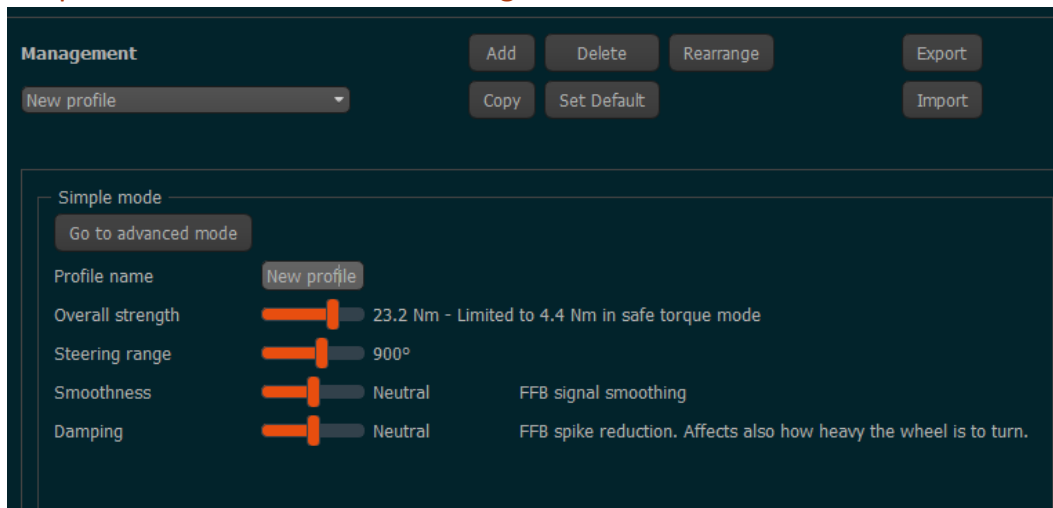 Management
Add Delete Rearrange Export
New profile
Copy Set Default Import
Simple mode
Go to advanced mode
Profile name New profile
Overall strength 23.2 Nm - Limited to 4.4 Nm in safe torque mode
Steering range 900º
Smoothness Neutral FFB signal smoothing
Damping Neutral FFB spike reduction. Affects also how heavy the wheel is to turn.